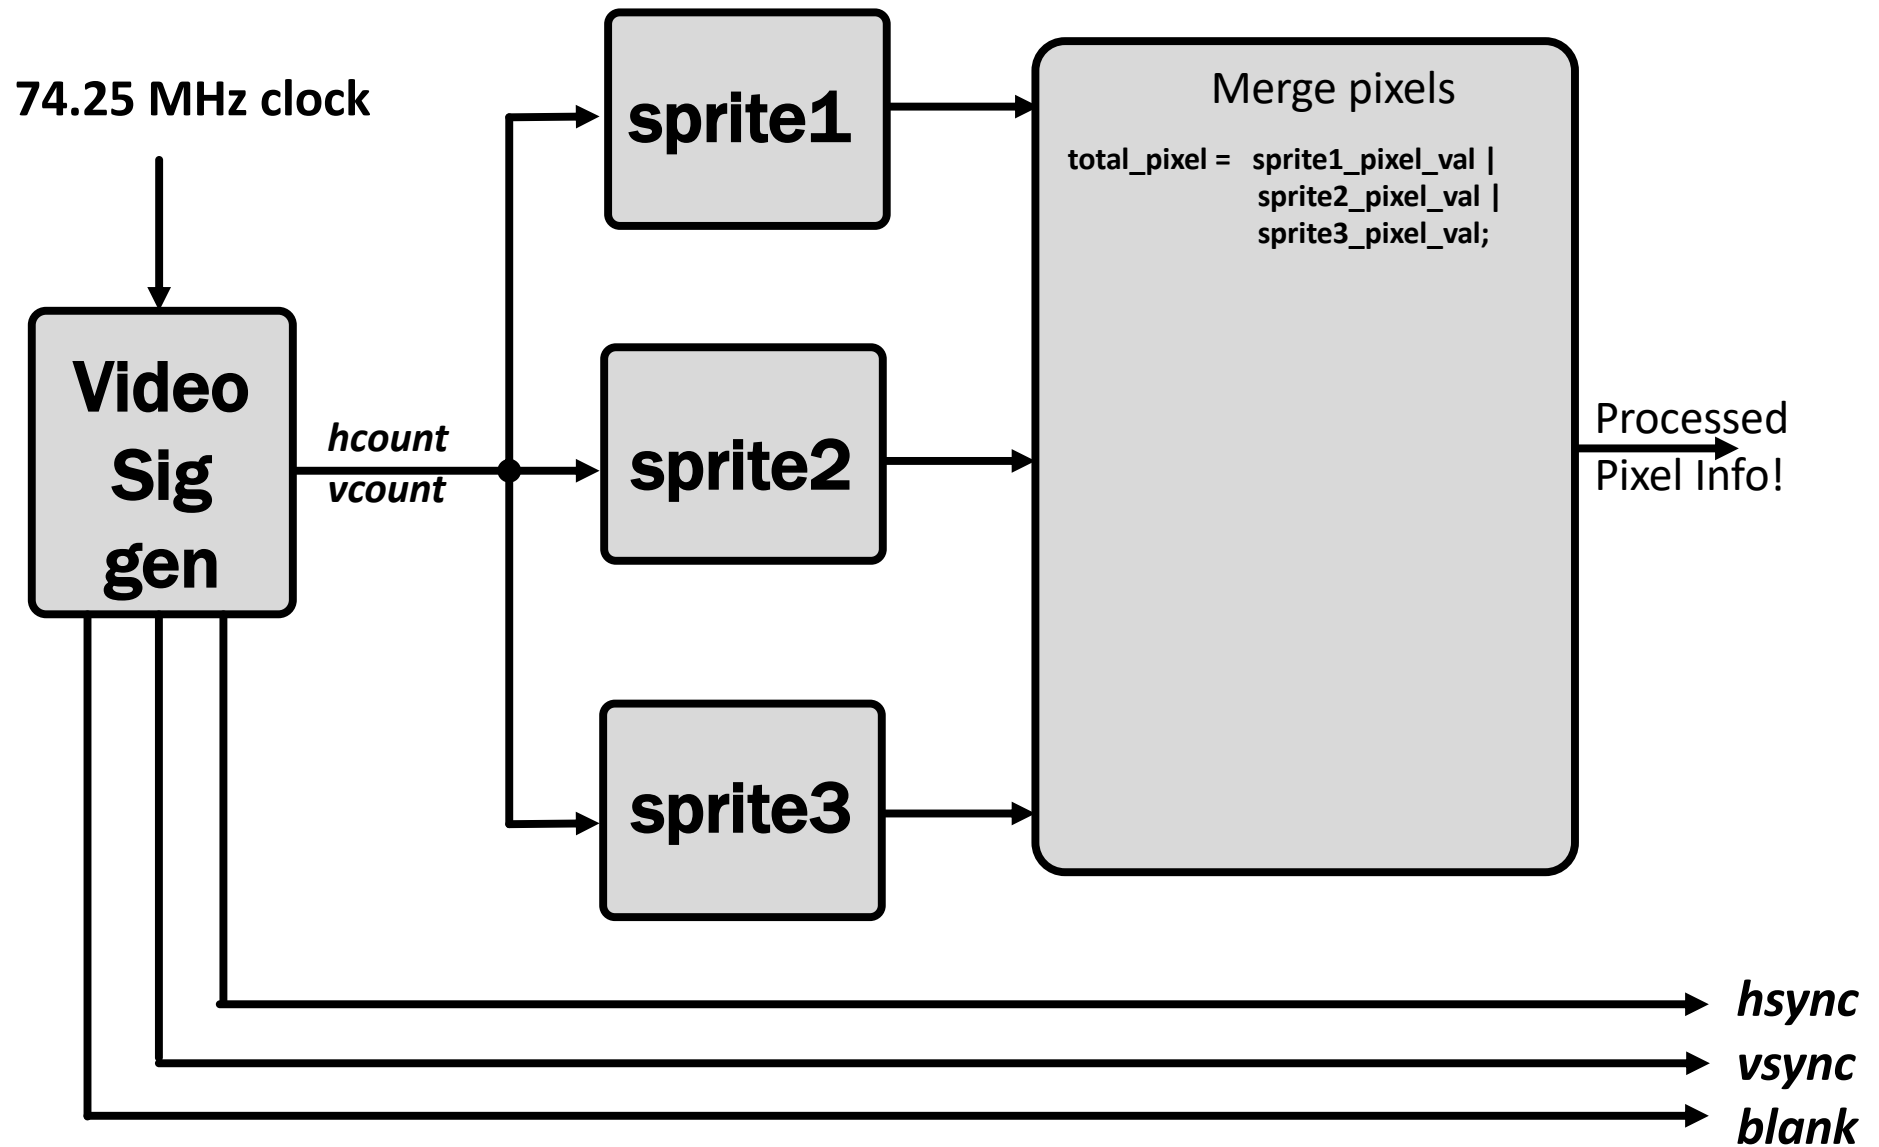 74.25 MHz clock
Video
Sig
gen
hcount
vcount
sprite1
sprite2
sprite3
Merge pixels
total_pixel = sprite1_pixel_val |
sprite2_pixel_val |
sprite3_pixel_val;
Processed
Pixel Info!
hsync
vsync
blank